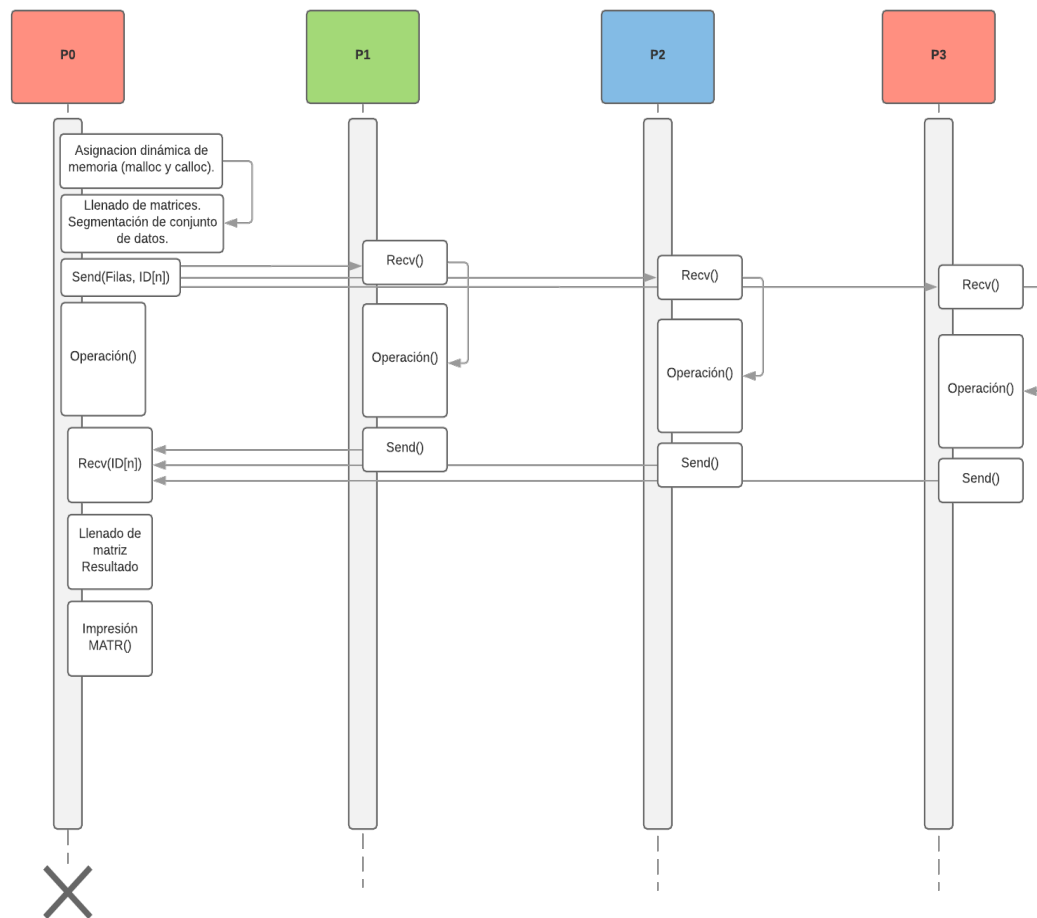 P0
P1
P2
P3
Asignacion dinámica de
memoria (malloc y calloc).
Llenado de matrices.
Segmentación de conjunto
de datos.
Send(Filas, ID[n])
Recv()
Recv()
Recv()
Operación()
Operación()
Operación()
Operación()
Recv(ID[n])
Send()
Send()
Send()
Llenado de
matriz
Resultado
Impresión
MATR()